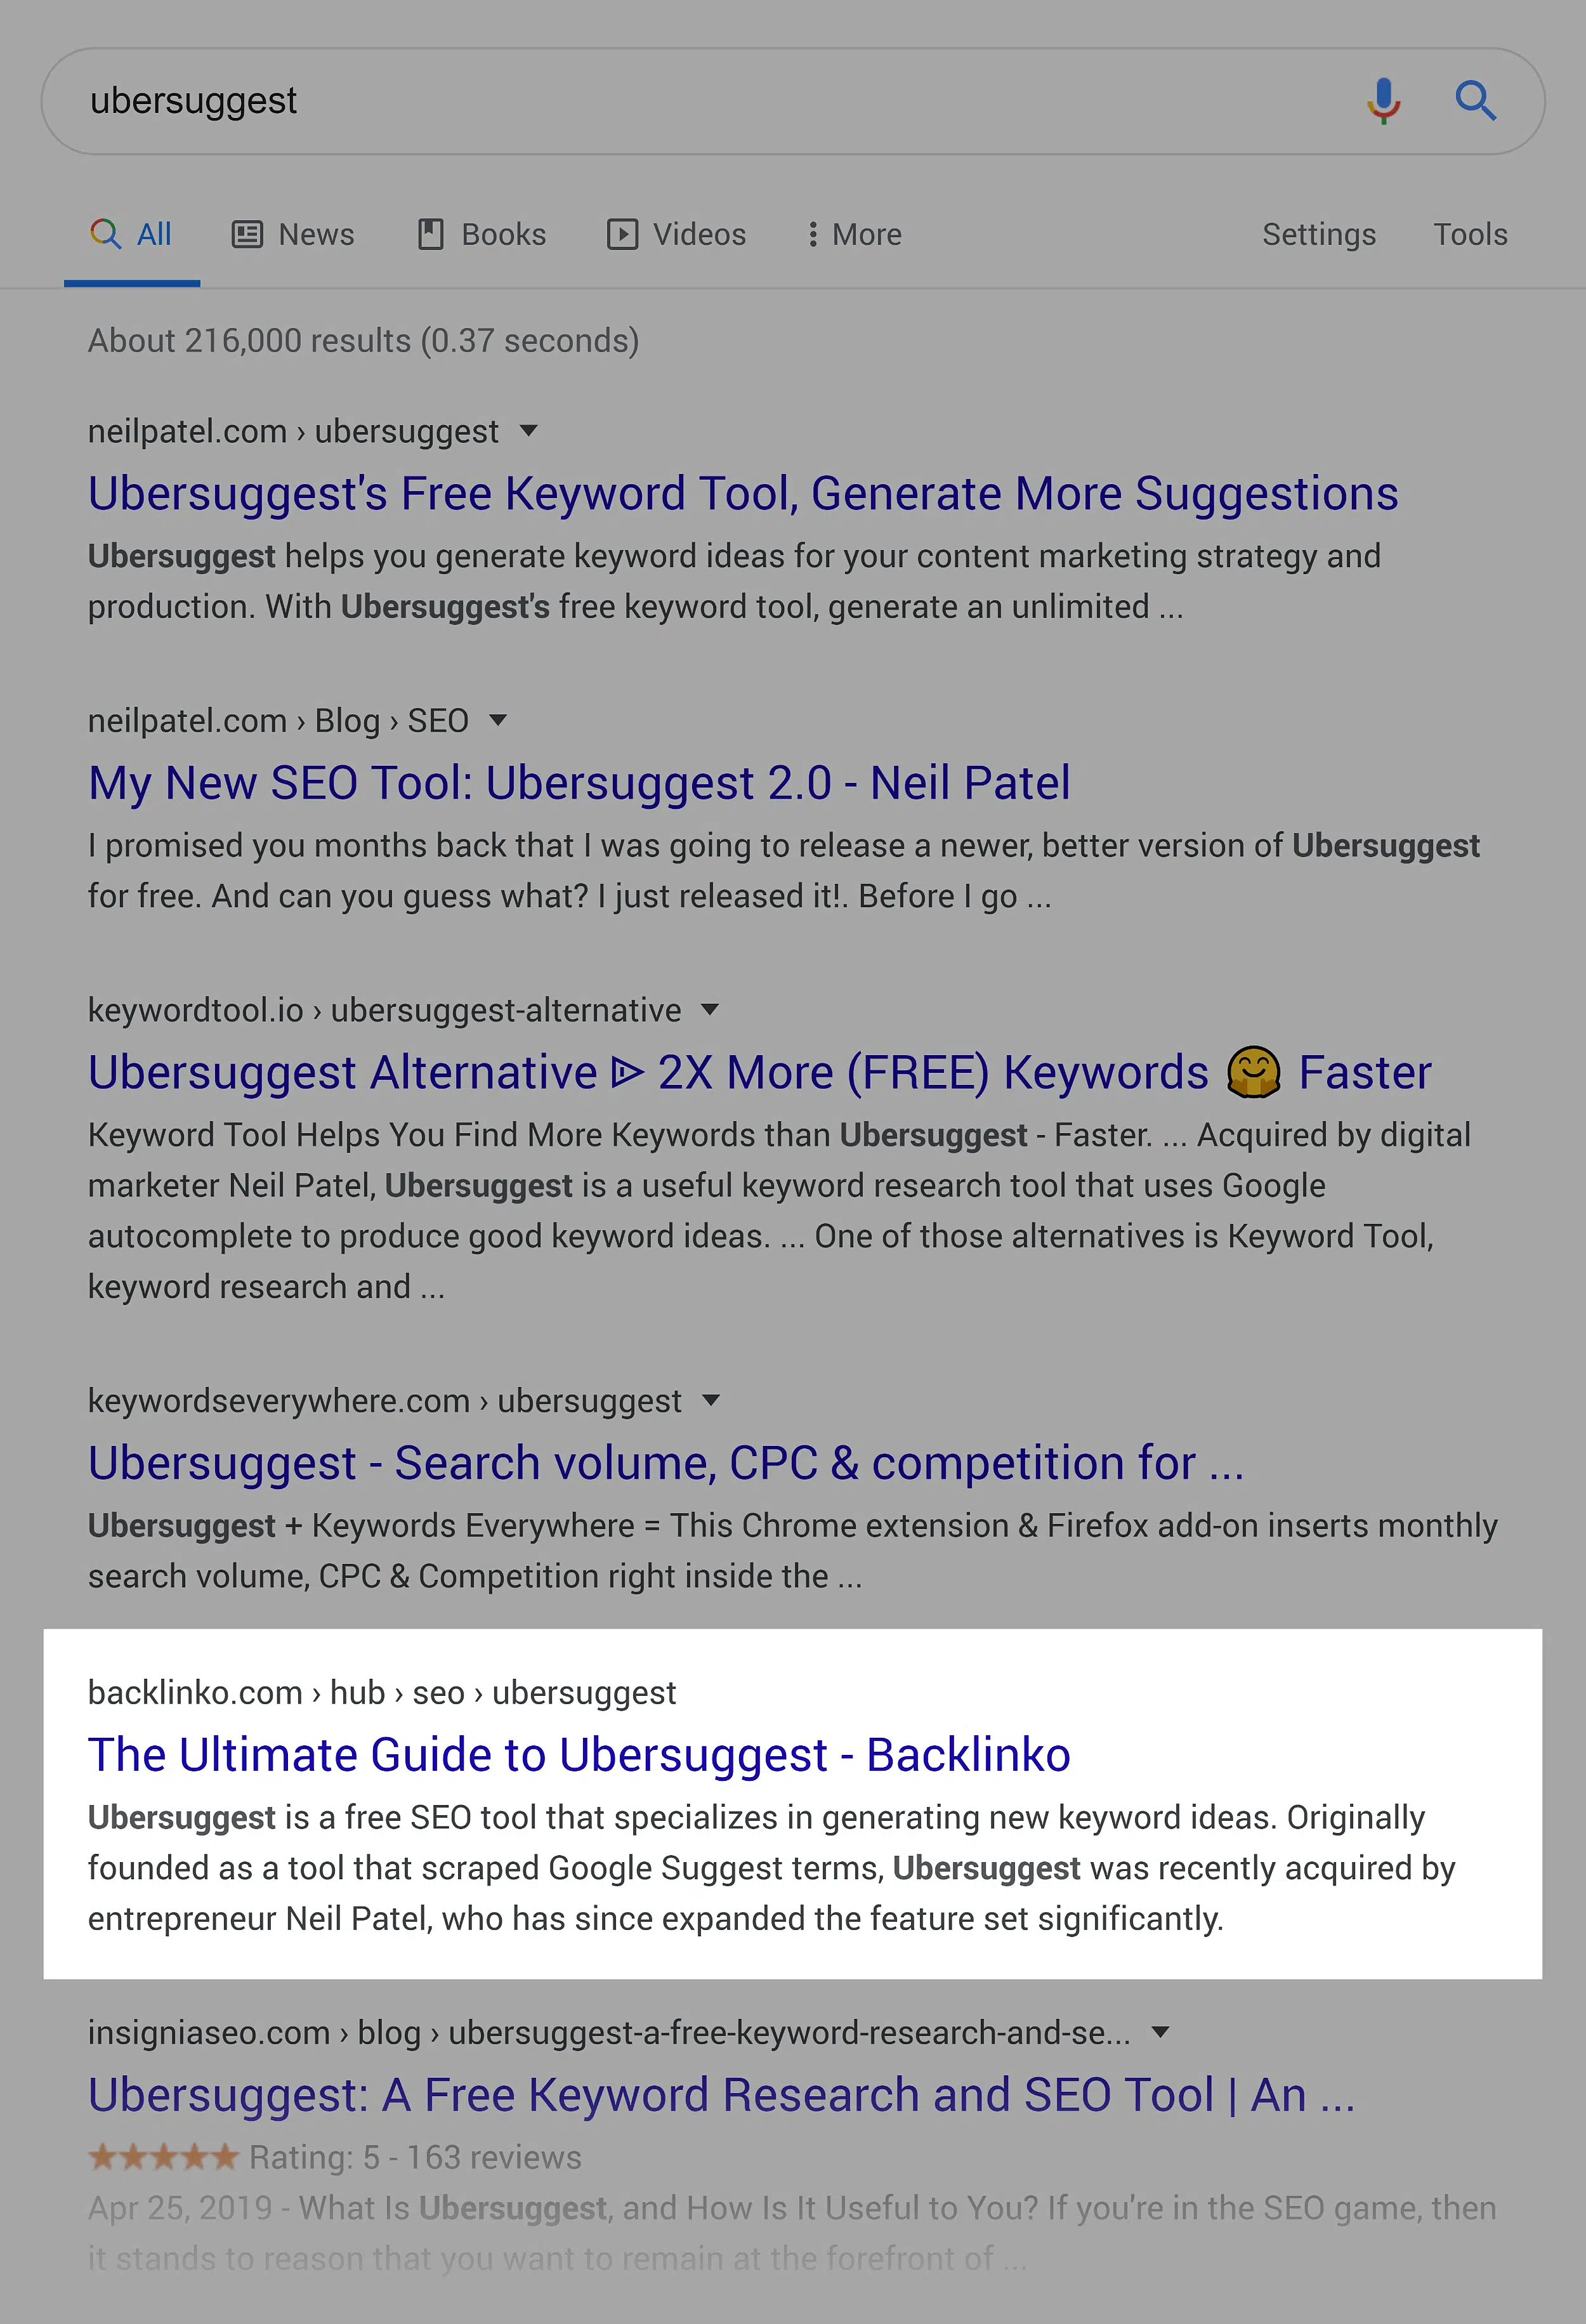 ubersuggest
All News Books Videos More Settings Tools
About 216,000 results (0.37 seconds)
neilpatel.com › ubersuggest
Ubersuggest's Free Keyword Tool, Generate More Suggestions
Ubersuggest helps you generate keyword ideas for your content marketing strategy and
production. With Ubersuggest's free keyword tool, generate an unlimited ...
neilpatel.com › Blog › SEO
My New SEO Tool: Ubersuggest 2.0 - Neil Patel
I promised you months back that I was going to release a newer, better version of Ubersuggest
for free. And can you guess what? I just released it!. Before I go ...
keywordtool.io › ubersuggest-alternative
Ubersuggest Alternative ᐈ 2X More (FREE) Keywords 🤗 Faster
Keyword Tool Helps You Find More Keywords than Ubersuggest - Faster. ... Acquired by digital
marketer Neil Patel, Ubersuggest is a useful keyword research tool that uses Google
autocomplete to produce good keyword ideas. ... One of those alternatives is Keyword Tool,
keyword research and ...
keywordseverywhere.com › ubersuggest
Ubersuggest - Search volume, CPC & competition for ...
Ubersuggest + Keywords Everywhere = This Chrome extension & Firefox add-on inserts monthly
search volume, CPC & Competition right inside the ...
backlinko.com › hub › seo › ubersuggest
The Ultimate Guide to Ubersuggest - Backlinko
Ubersuggest is a free SEO tool that specializes in generating new keyword ideas. Originally
founded as a tool that scraped Google Suggest terms, Ubersuggest was recently acquired by
entrepreneur Neil Patel, who has since expanded the feature set significantly.
insigniaseo.com › blog › ubersuggest-a-free-keyword-research-and-se...
Ubersuggest: A Free Keyword Research and SEO Tool | An ...
★★★★★ Rating: 5 - 163 reviews
Apr 25, 2019 - What Is Ubersuggest, and How Is It Useful to You? If you're in the SEO game, then
it stands to reason that you want to remain at the forefront of ...